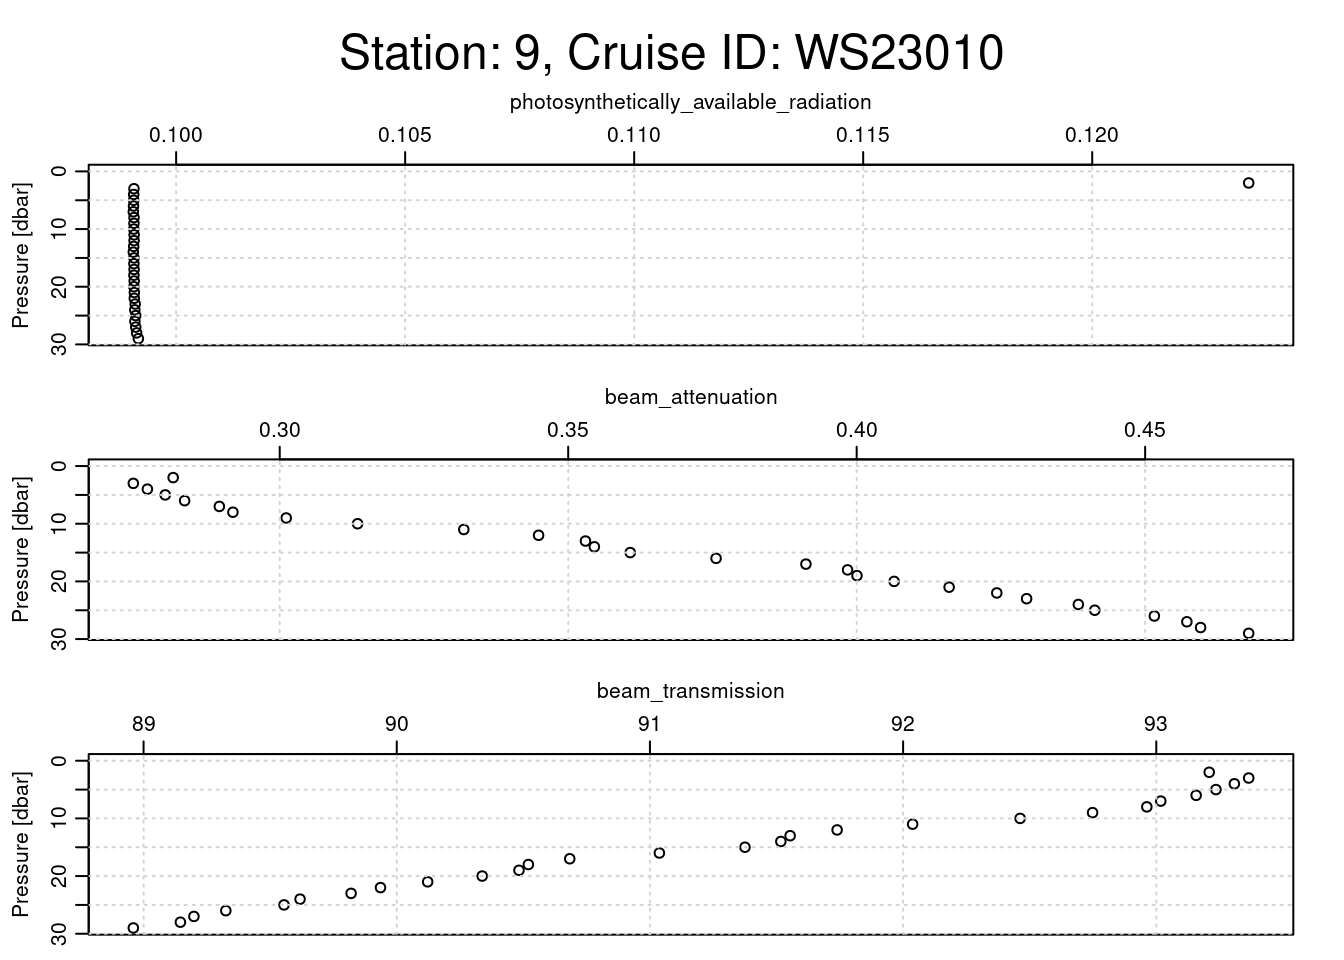 Station: 9, Cruise ID: WS23010
photosynthetically_available_radiation
0.100 0.105 0.110 0.115 0.120
Pressure [dbar]
0
10
20
30
beam_attenuation
0.30 0.35 0.40 0.45
Pressure [dbar]
0
10
20
30
beam_transmission
89 90 91 92 93
Pressure [dbar]
0
10
20
30